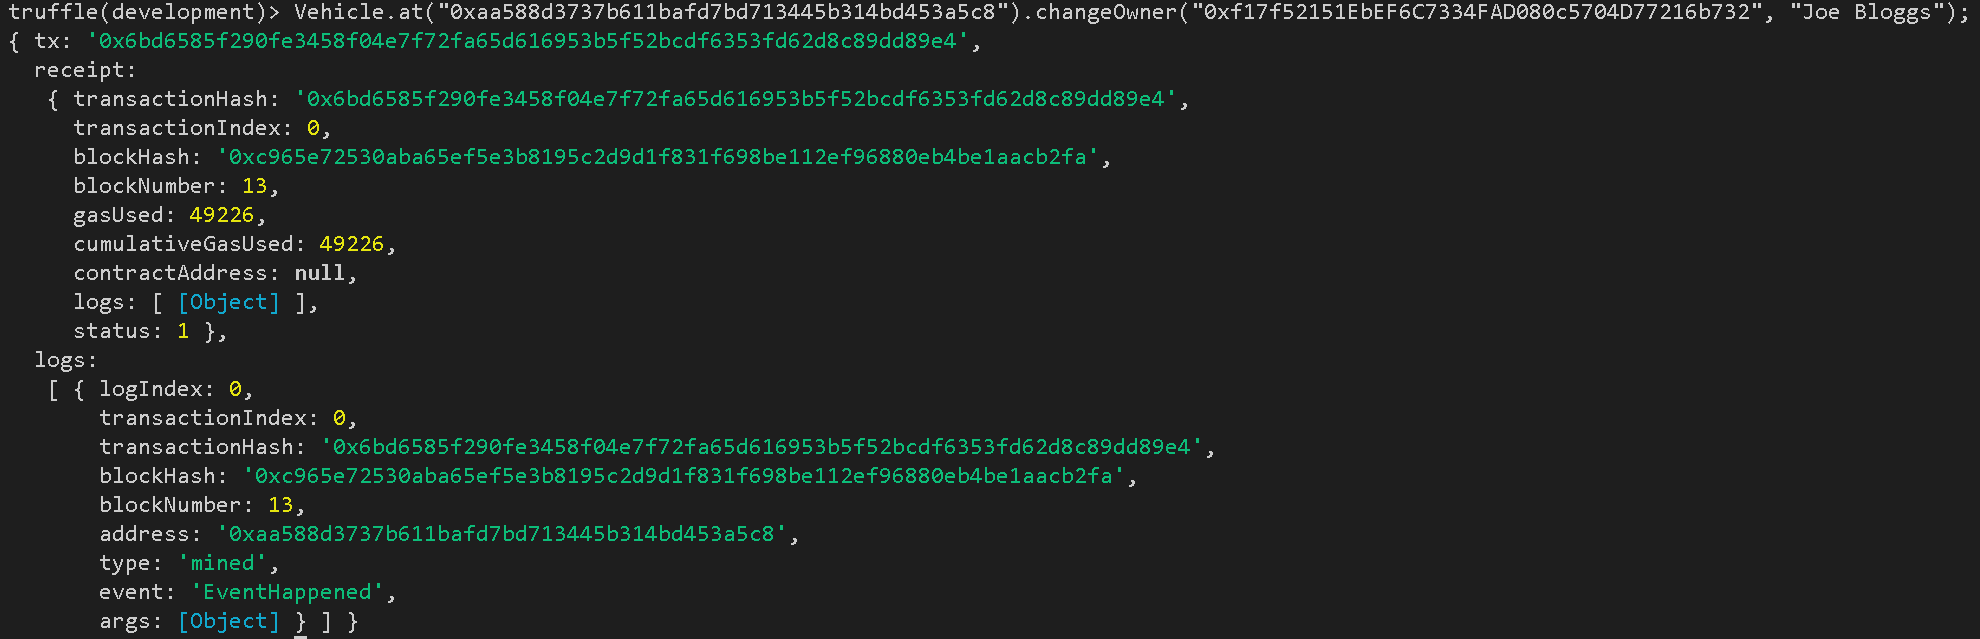 truffle(development)> Vehicle.at("0xaa588d3737b611bafd7bd713445b314bd453a5c8").changeOwner("0xf17f52151EbEF6C7334FAD080c5704D77216b732", "Joe Bloggs");
{ tx: '0x6bd6585f290fe3458f04e7f72fa65d616953b5f52bcdf6353fd62d8c89dd89e4',
  receipt:
   { transactionHash: '0x6bd6585f290fe3458f04e7f72fa65d616953b5f52bcdf6353fd62d8c89dd89e4',
     transactionIndex: 0,
     blockHash: '0xc965e72530aba65ef5e3b8195c2d9d1f831f698be112ef96880eb4be1aacb2fa',
     blockNumber: 13,
     gasUsed: 49226,
     cumulativeGasUsed: 49226,
     contractAddress: null,
     logs: [ [Object] ],
     status: 1 },
  logs:
   [ { logIndex: 0,
       transactionIndex: 0,
       transactionHash: '0x6bd6585f290fe3458f04e7f72fa65d616953b5f52bcdf6353fd62d8c89dd89e4',
       blockHash: '0xc965e72530aba65ef5e3b8195c2d9d1f831f698be112ef96880eb4be1aacb2fa',
       blockNumber: 13,
       address: '0xaa588d3737b611bafd7bd713445b314bd453a5c8',
       type: 'mined',
       event: 'EventHappened',
       args: [Object] } ] }